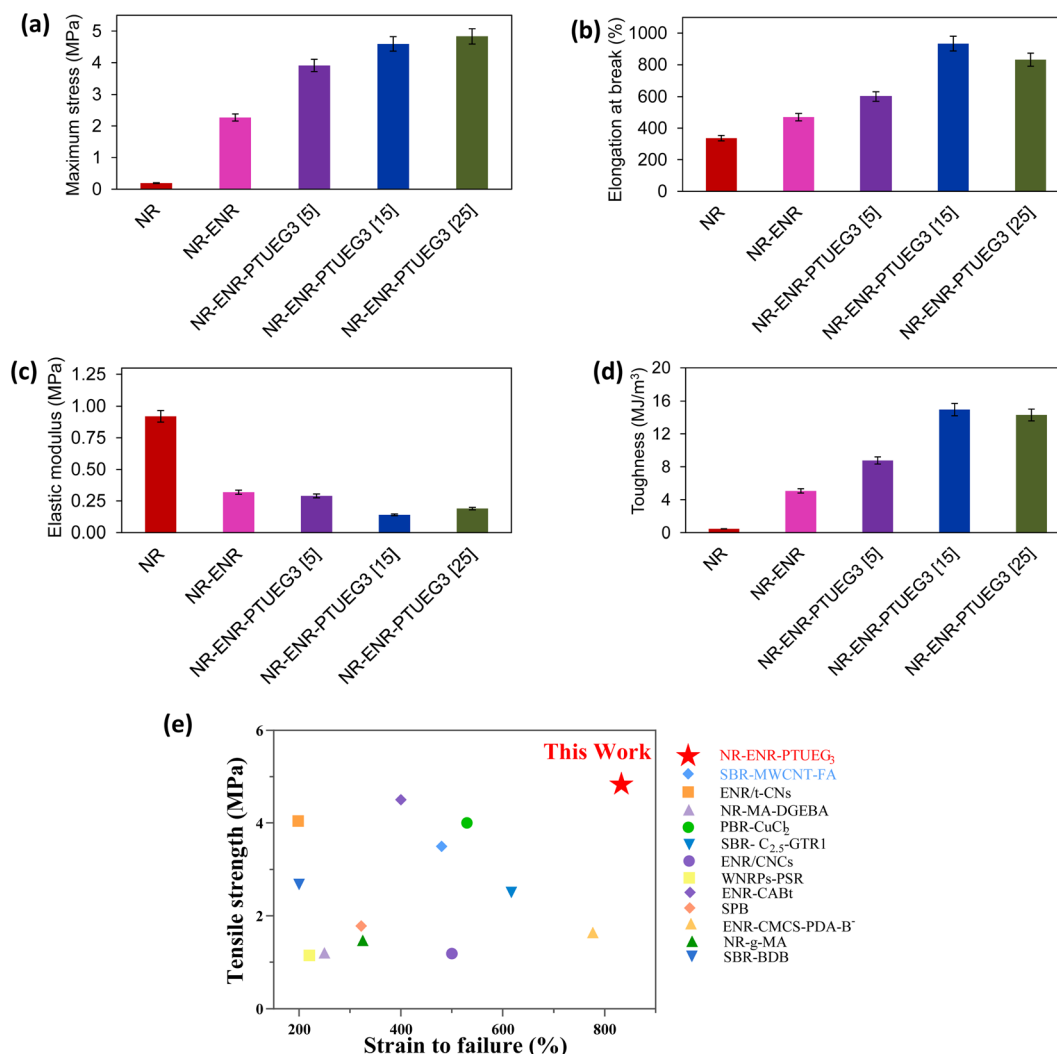 (a)
Maximum stress (MPa)
5
4
3
2
1
0
NR
NR-ENR
NR-ENR-PTUEG3 [5]
NR-ENR-PTUEG3 [15]
NR-ENR-PTUEG3 [25]
(b)
Elongation at break (%)
1000
800
600
400
200
0
NR
NR-ENR
NR-ENR-PTUEG3 [5]
NR-ENR-PTUEG3 [15]
NR-ENR-PTUEG3 [25]
(c)
Elastic modulus (MPa)
1.25
1.00
0.75
0.50
0.25
0.00
NR
NR-ENR
NR-ENR-PTUEG3 [5]
NR-ENR-PTUEG3 [15]
NR-ENR-PTUEG3 [25]
(d)
Toughness (MJ/m³)
20
16
12
8
4
0
NR
NR-ENR
NR-ENR-PTUEG3 [5]
NR-ENR-PTUEG3 [15]
NR-ENR-PTUEG3 [25]
(e)
Tensile strength (MPa)
6
4
2
0
200
400
600
800
Strain to failure (%)
This Work
NR-ENR-PTUEG₃
SBR-MWCNT-FA
ENR/t-CNs
NR-MA-DGEBA
PBR-CuCl₂
SBR- C₂.₅-GTR1
ENR/CNCs
WNRPs-PSR
ENR-CABt
SPB
ENR-CMCS-PDA-B⁻
NR-g-MA
SBR-BDB